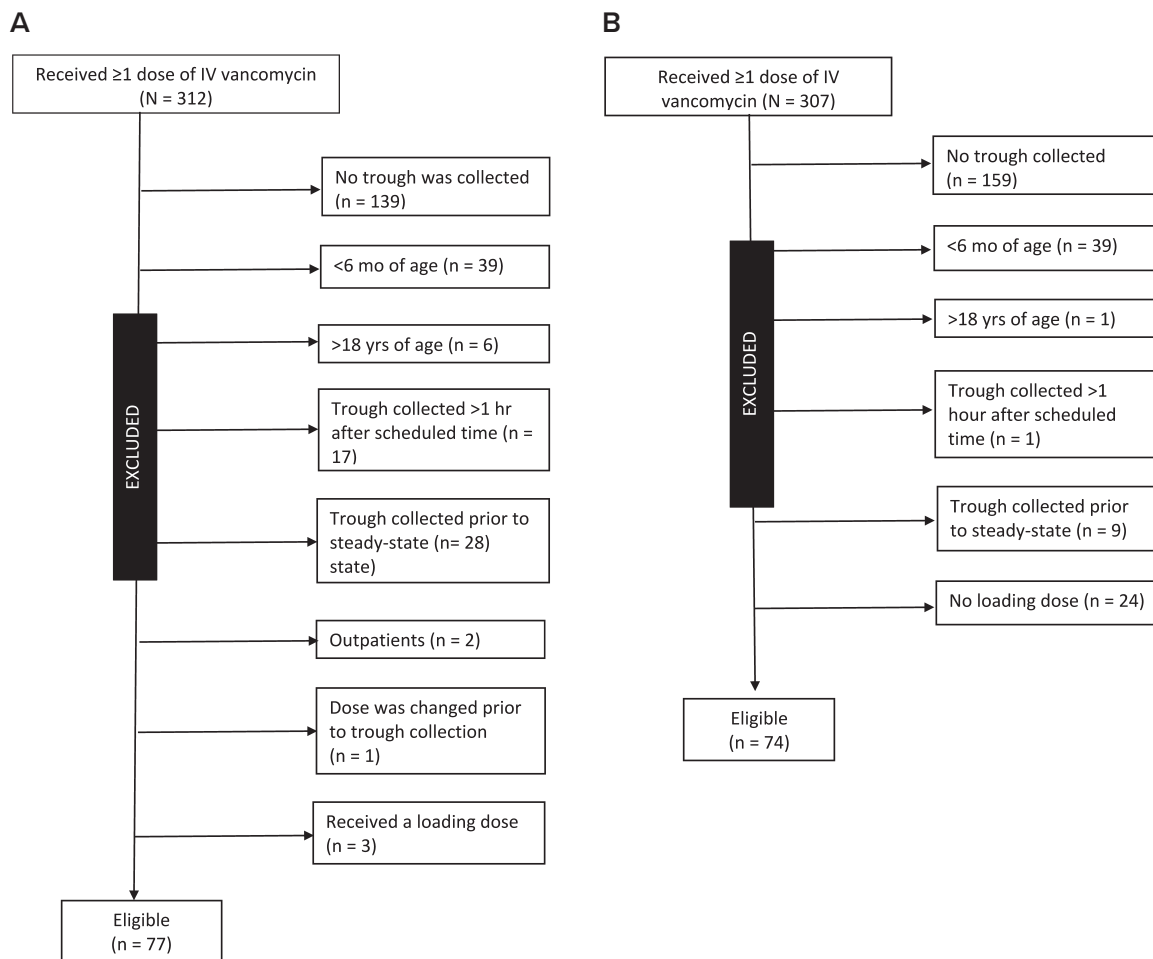 A
Received ≥1 dose of IV vancomycin
(N = 312)
No trough was collected
(n = 139)
<6 mo of age (n = 39)
>18 yrs of age (n = 6)
Trough collected >1 hr
after scheduled time (n =
17)
EXCLUDED
Trough collected prior to
steady-state (n= 28)
state)
Outpatients (n = 2)
Dose was changed prior
to trough collection
(n = 1)
Received a loading dose
(n = 3)
Eligible
(n = 77)
B
Received ≥1 dose of IV
vancomycin (N = 307)
No trough collected
(n = 159)
<6 mo of age (n = 39)
>18 yrs of age (n = 1)
EXCLUDED
Trough collected >1
hour after scheduled
time (n = 1)
Trough collected prior
to steady-state (n = 9)
No loading dose (n = 24)
Eligible
(n = 74)